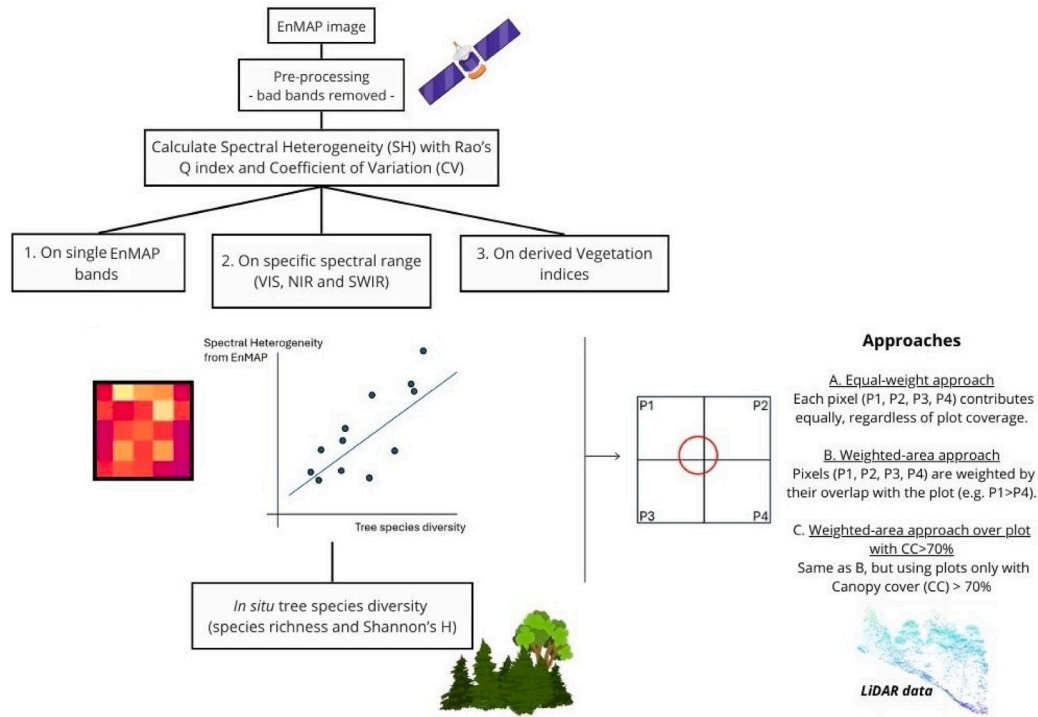 EnMAP image
Pre-processing
- bad bands removed -
Calculate Spectral Heterogeneity (SH) with Rao's
Q index and Coefficient of Variation (CV)
1. On single EnMAP
bands
2. On specific spectral range
(VIS, NIR and SWIR)
3. On derived Vegetation
indices
Spectral Heterogeneity
from EnMAP
Tree species diversity
In situ tree species diversity
(species richness and Shannon's H)
P1
P2
P3
P4
Approaches
A. Equal-weight approach
Each pixel (P1, P2, P3, P4) contributes
equally, regardless of plot coverage.
B. Weighted-area approach
Pixels (P1, P2, P3, P4) are weighted by
their overlap with the plot (e.g. P1>P4).
C. Weighted-area approach over plot
with CC>70%
Same as B, but using plots only with
Canopy cover (CC) > 70%
LiDAR data